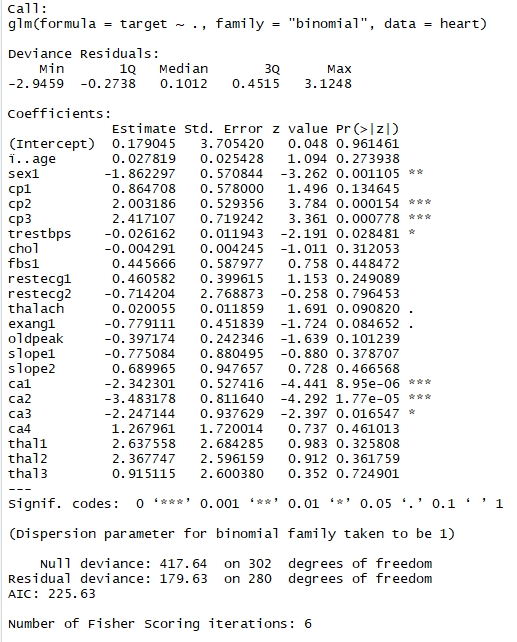 Call:
glm(formula = target ~ ., family = "binomial", data = heart)
Deviance Residuals:
    Min       1Q   Median       3Q      Max
-2.9459  -0.2738   0.1012   0.4515   3.1248
Coefficients:
             Estimate Std. Error z value Pr(>|z|)
(Intercept)  0.179045   3.705420   0.048 0.961461
ï..age       0.027819   0.025428   1.094 0.273938
sex1        -1.862297   0.570844  -3.262 0.001105 **
cp1          0.864708   0.578000   1.496 0.134645
cp2          2.003186   0.529356   3.784 0.000154 ***
cp3          2.417107   0.719242   3.361 0.000778 ***
trestbps    -0.026162   0.011943  -2.191 0.028481 *
chol        -0.004291   0.004245  -1.011 0.312053
fbs1         0.445666   0.587977   0.758 0.448472
restecg1     0.460582   0.399615   1.153 0.249089
restecg2    -0.714204   2.768873  -0.258 0.796453
thalach      0.020055   0.011859   1.691 0.090820 .
exang1      -0.779111   0.451839  -1.724 0.084652 .
oldpeak     -0.397174   0.242346  -1.639 0.101239
slope1      -0.775084   0.880495  -0.880 0.378707
slope2       0.689965   0.947657   0.728 0.466568
ca1         -2.342301   0.527416  -4.441 8.95e-06 ***
ca2         -3.483178   0.811640  -4.292 1.77e-05 ***
ca3         -2.247144   0.937629  -2.397 0.016547 *
ca4          1.267961   1.720014   0.737 0.461013
thal1        2.637558   2.684285   0.983 0.325808
thal2        2.367747   2.596159   0.912 0.361759
thal3        0.915115   2.600380   0.352 0.724901
---
Signif. codes:  0 ‘***’ 0.001 ‘**’ 0.01 ‘*’ 0.05 ‘.’ 0.1 ‘ ’ 1
(Dispersion parameter for binomial family taken to be 1)
    Null deviance: 417.64  on 302  degrees of freedom
Residual deviance: 179.63  on 280  degrees of freedom
AIC: 225.63
Number of Fisher Scoring iterations: 6